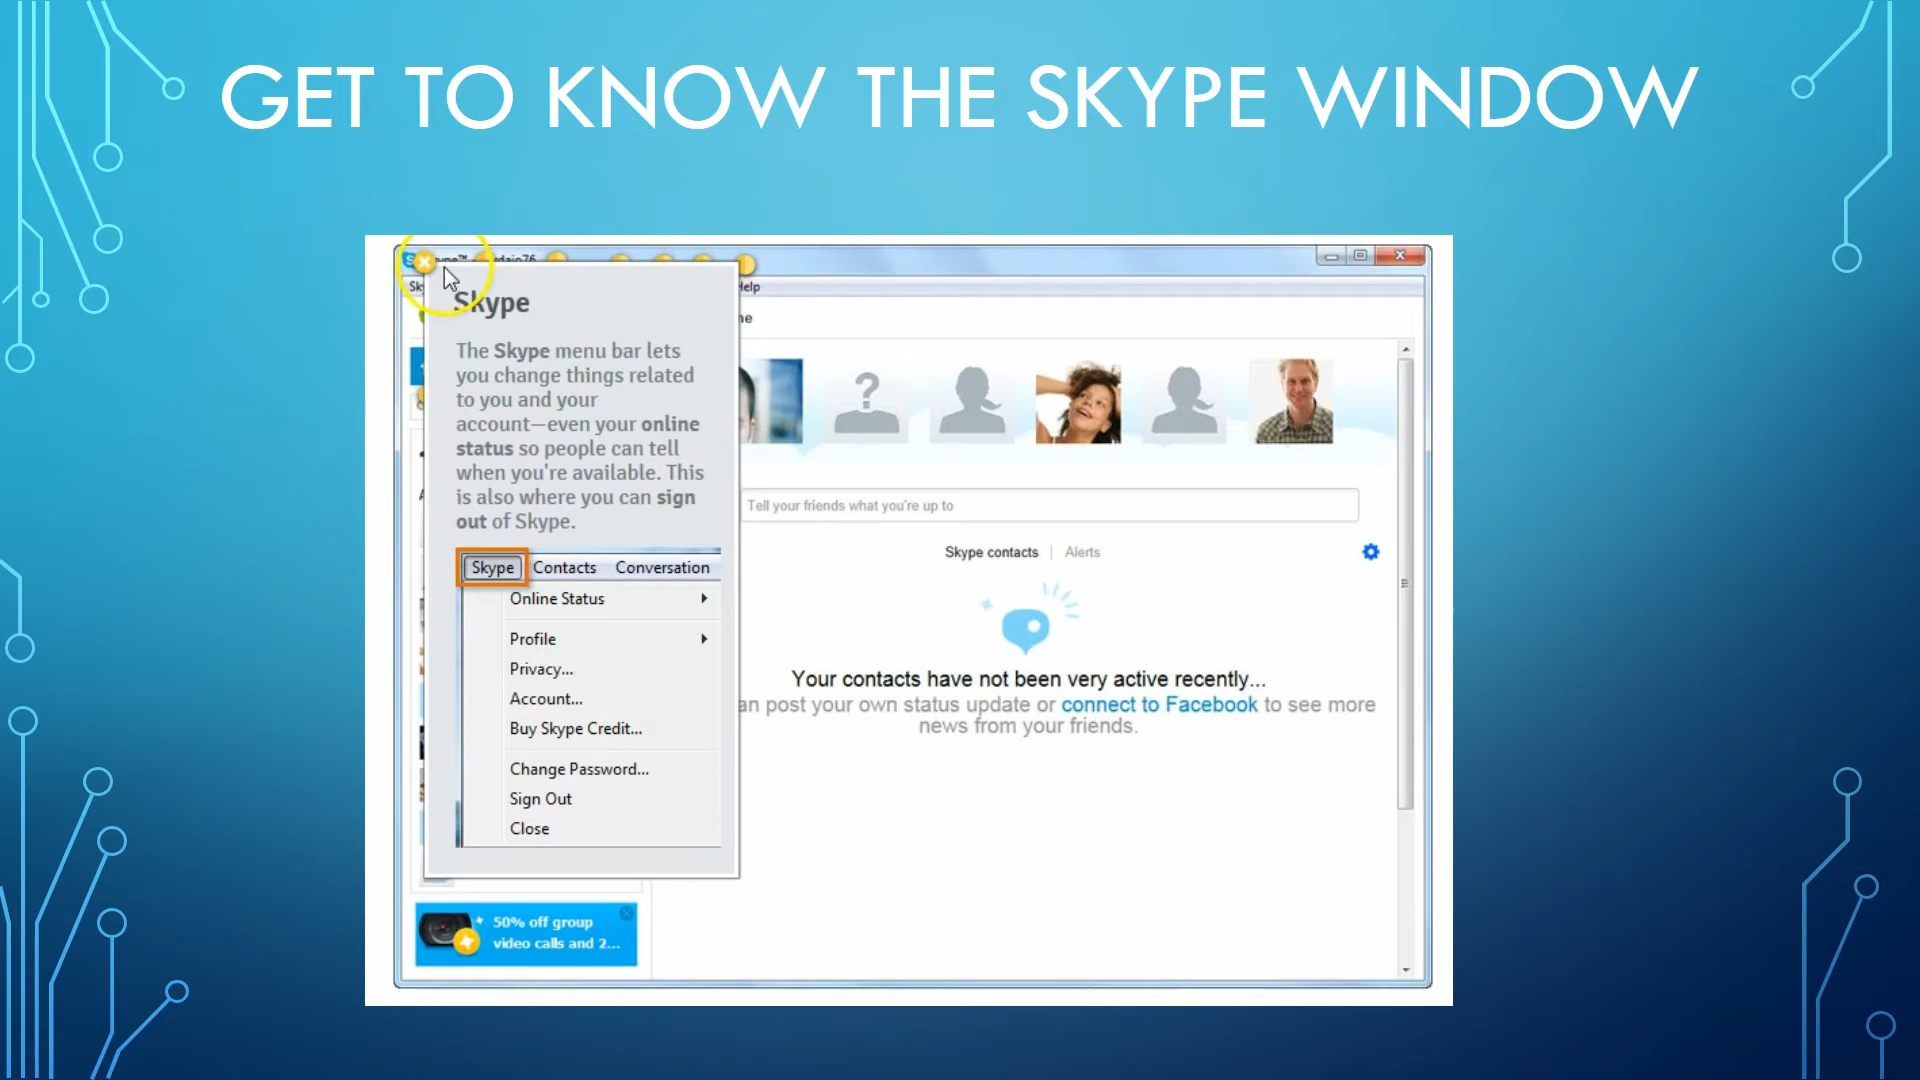 GET TO KNOW THE SKYPE WINDOW
Skype
The Skype menu bar lets
you change things related
to you and your
account—even your online
status so people can tell
when you're available. This
is also where you can sign
out of Skype.
Skype Contacts Conversation
Online Status
Profile
Privacy...
Account...
Buy Skype Credit...
Change Password...
Sign Out
Close
Tell your friends what you're up to
Skype contacts | Alerts
Your contacts have not been very active recently...
post your own status update or connect to Facebook to see more
news from your friends.
50% off group
video calls and 2...